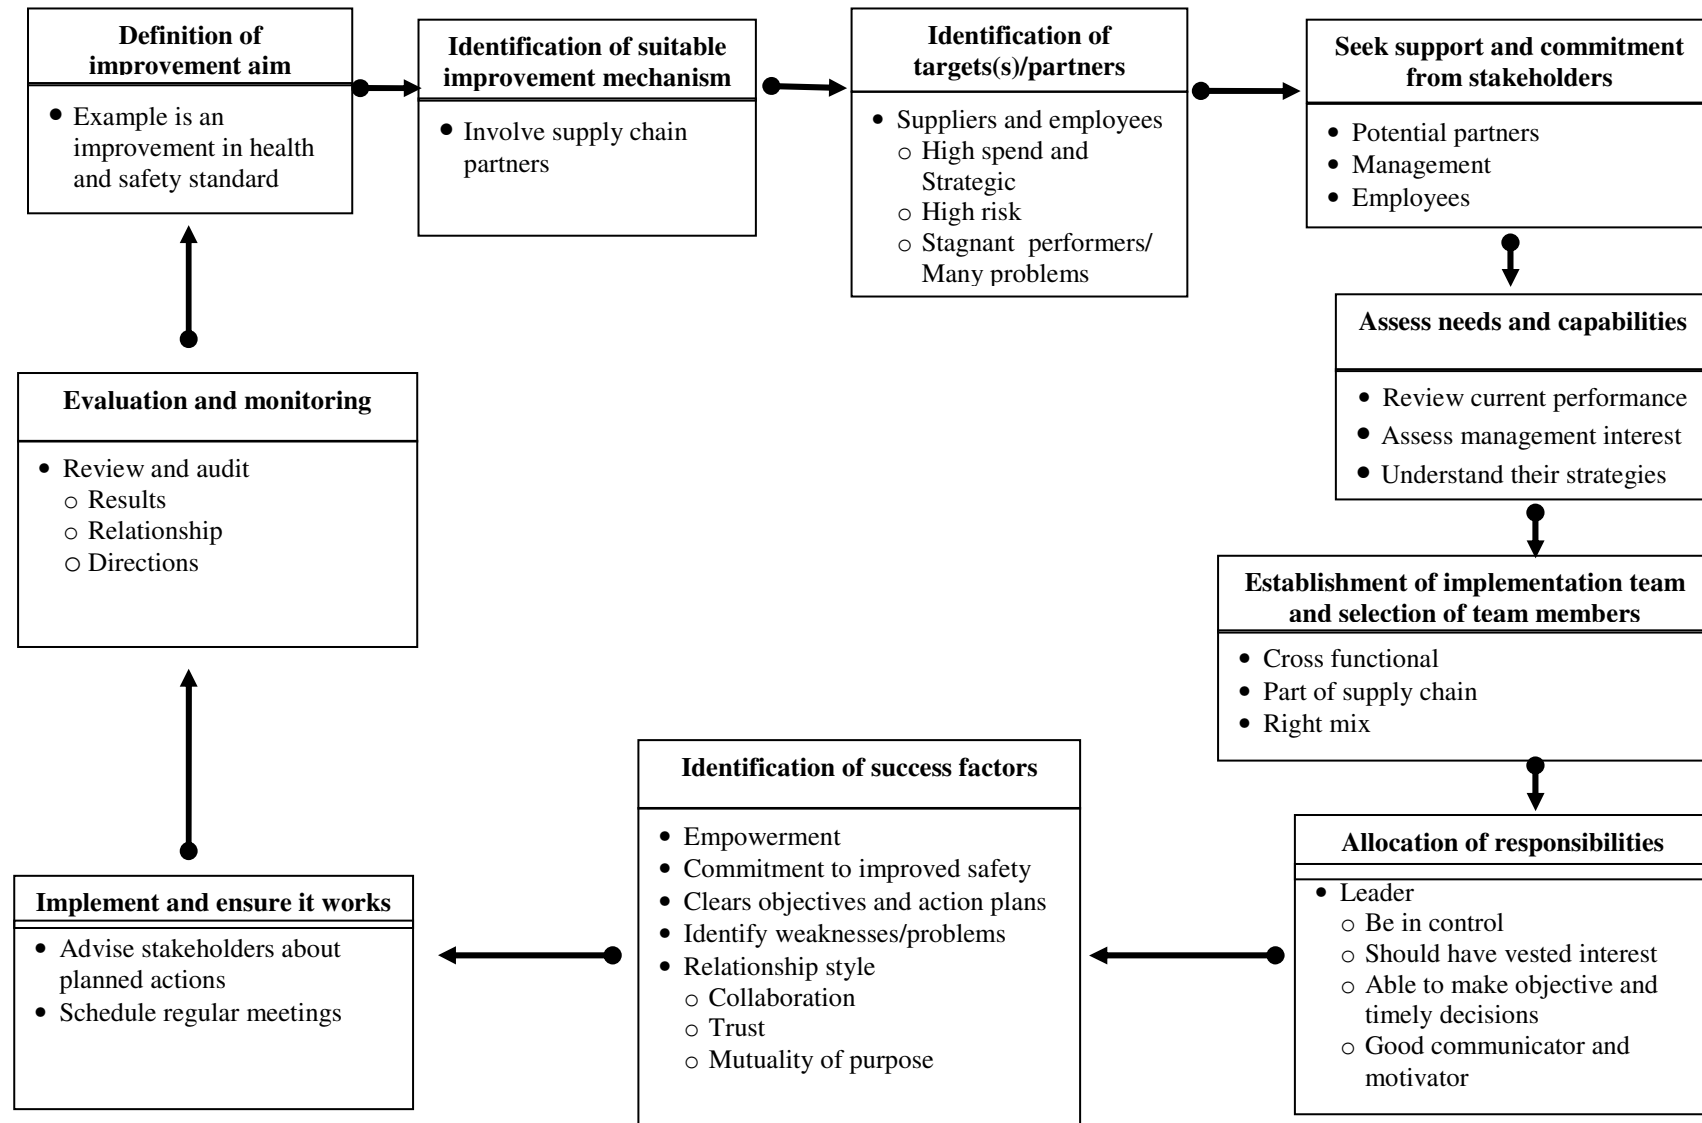 Definition of
improvement aim
• Example is an
improvement in health
and safety standard
Identification of suitable
improvement mechanism
• Involve supply chain
partners
Identification of
targets(s)/partners
• Suppliers and employees
o High spend and
Strategic
o High risk
o Stagnant performers/
Many problems
Seek support and commitment
from stakeholders
• Potential partners
• Management
• Employees
Assess needs and capabilities
• Review current performance
• Assess management interest
• Understand their strategies
Establishment of implementation team
and selection of team members
• Cross functional
• Part of supply chain
• Right mix
Allocation of responsibilities
• Leader
o Be in control
o Should have vested interest
o Able to make objective and
timely decisions
o Good communicator and
motivator
Identification of success factors
• Empowerment
• Commitment to improved safety
• Clears objectives and action plans
• Identify weaknesses/problems
• Relationship style
o Collaboration
o Trust
o Mutuality of purpose
Implement and ensure it works
• Advise stakeholders about
planned actions
• Schedule regular meetings
Evaluation and monitoring
• Review and audit
o Results
o Relationship
o Directions